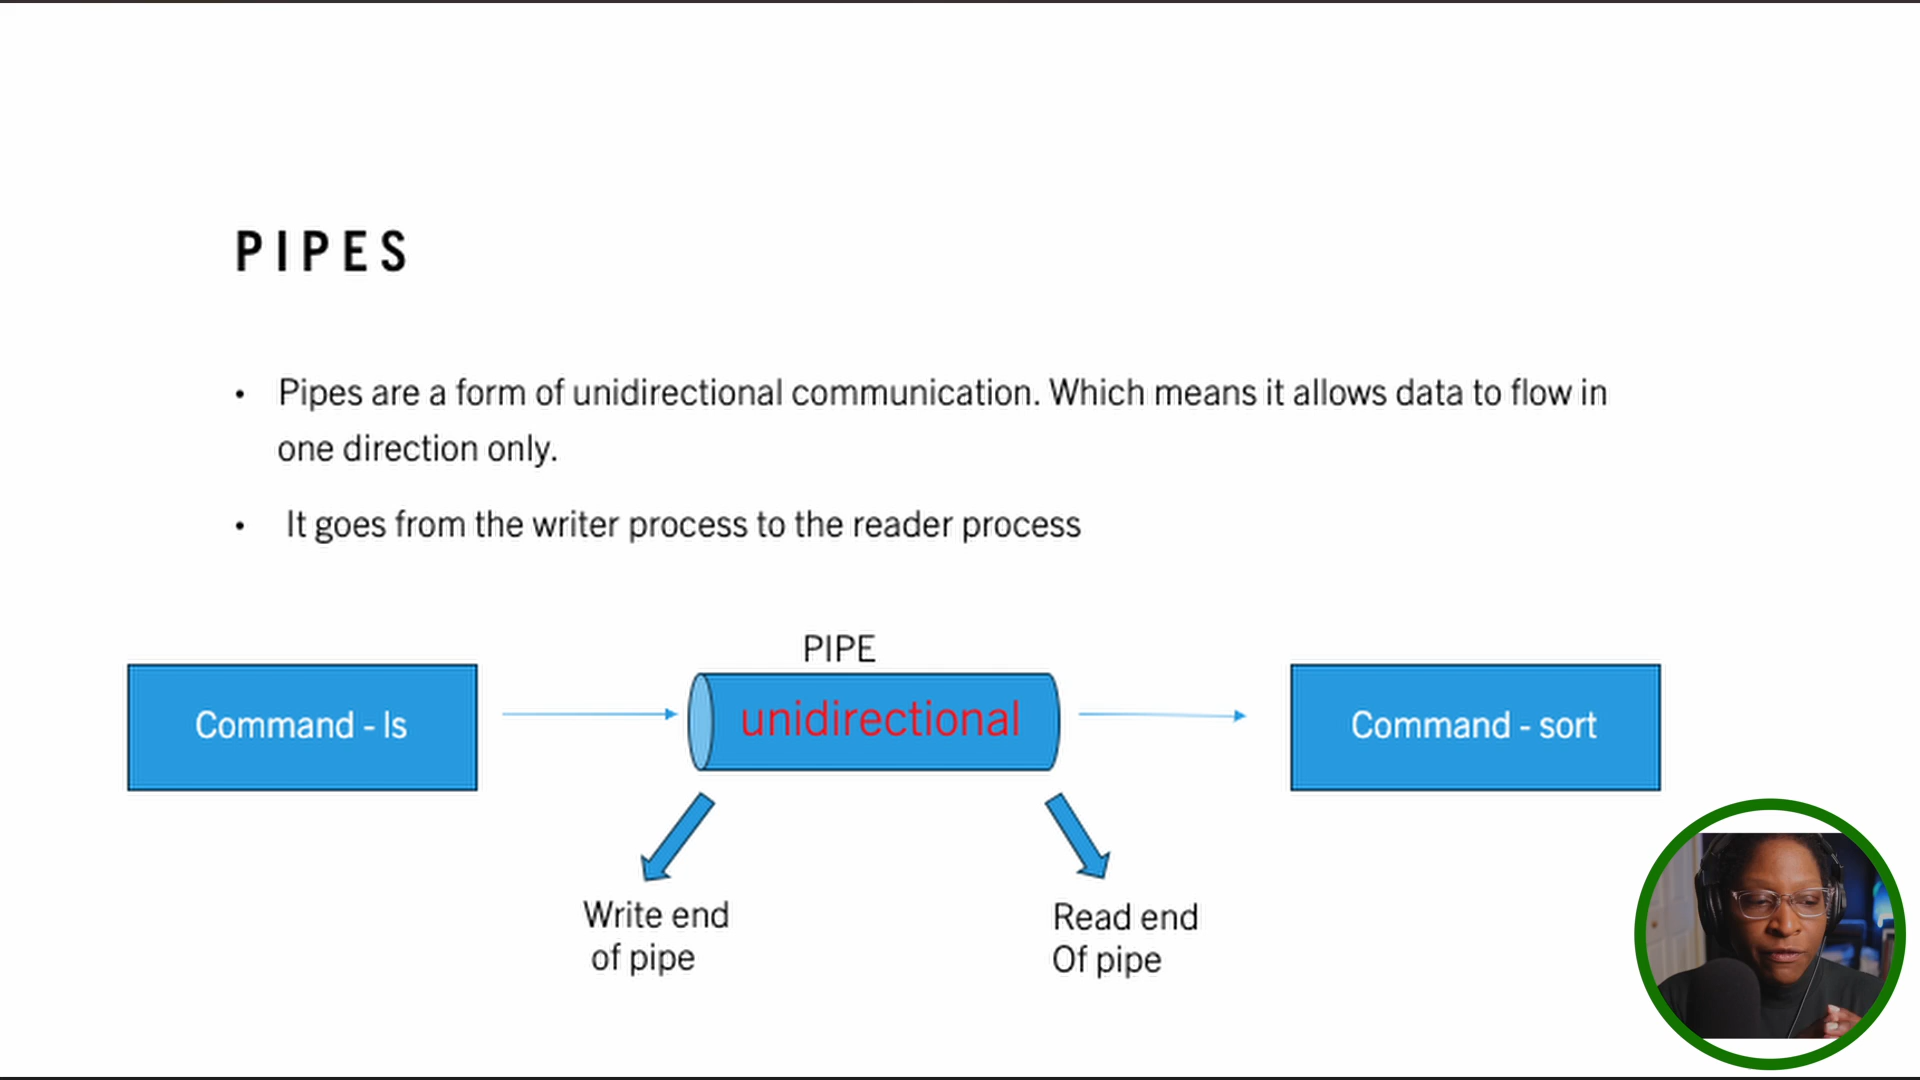 PIPES
• Pipes are a form of unidirectional communication. Which means it allows data to flow in
one direction only.
• It goes from the writer process to the reader process
PIPE
Command - ls
unidirectional
Command - sort
Write end
of pipe
Read end
Of pipe